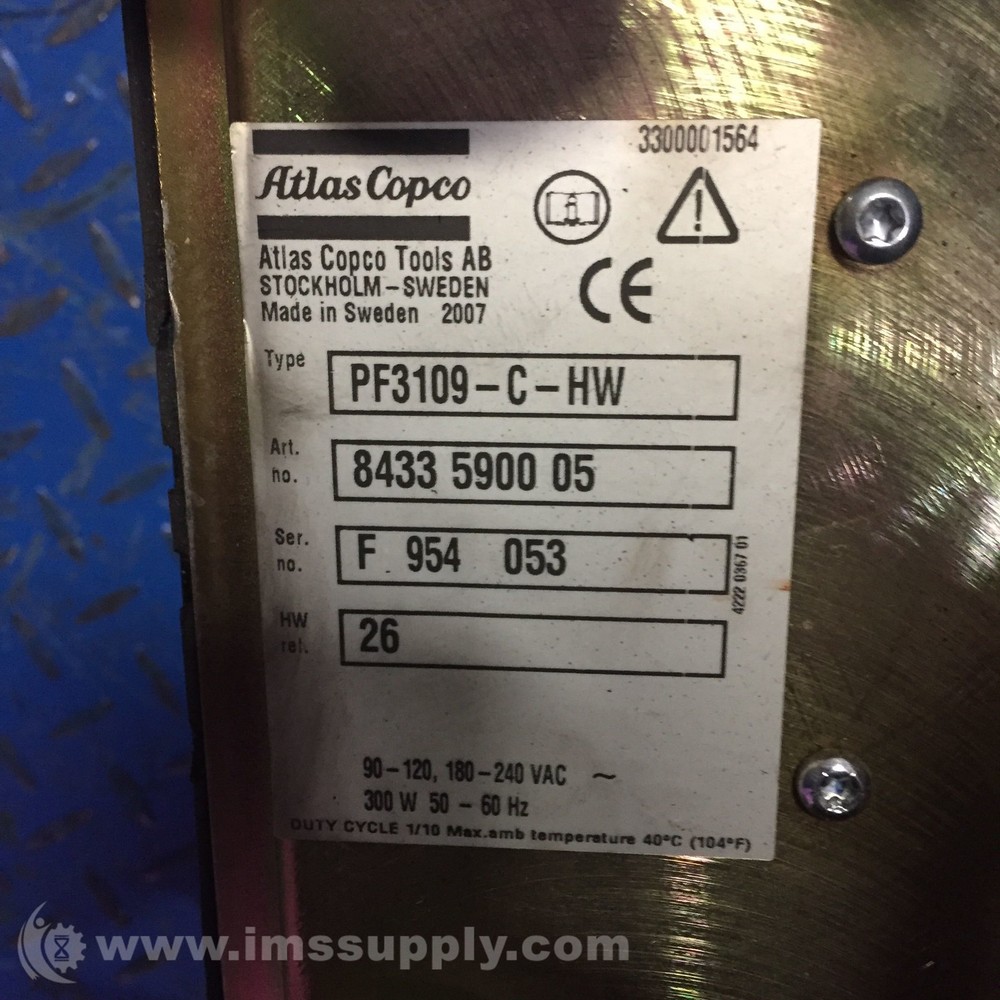 3300001564
Atlas Copco
Atlas Copco Tools AB
STOCKHOLM – SWEDEN
Made in Sweden 2007
CE
Type PF3109 – C – HW
Art. no. 8433 5900 05
Ser. no. F 954 053
4222 0367 01
HW rel. 26
90 – 120, 180 – 240 VAC ~
300 W 50 – 60 Hz
DUTY CYCLE 1/10 Max.amb temperature 40°C (104°F)
www.imssupply.com